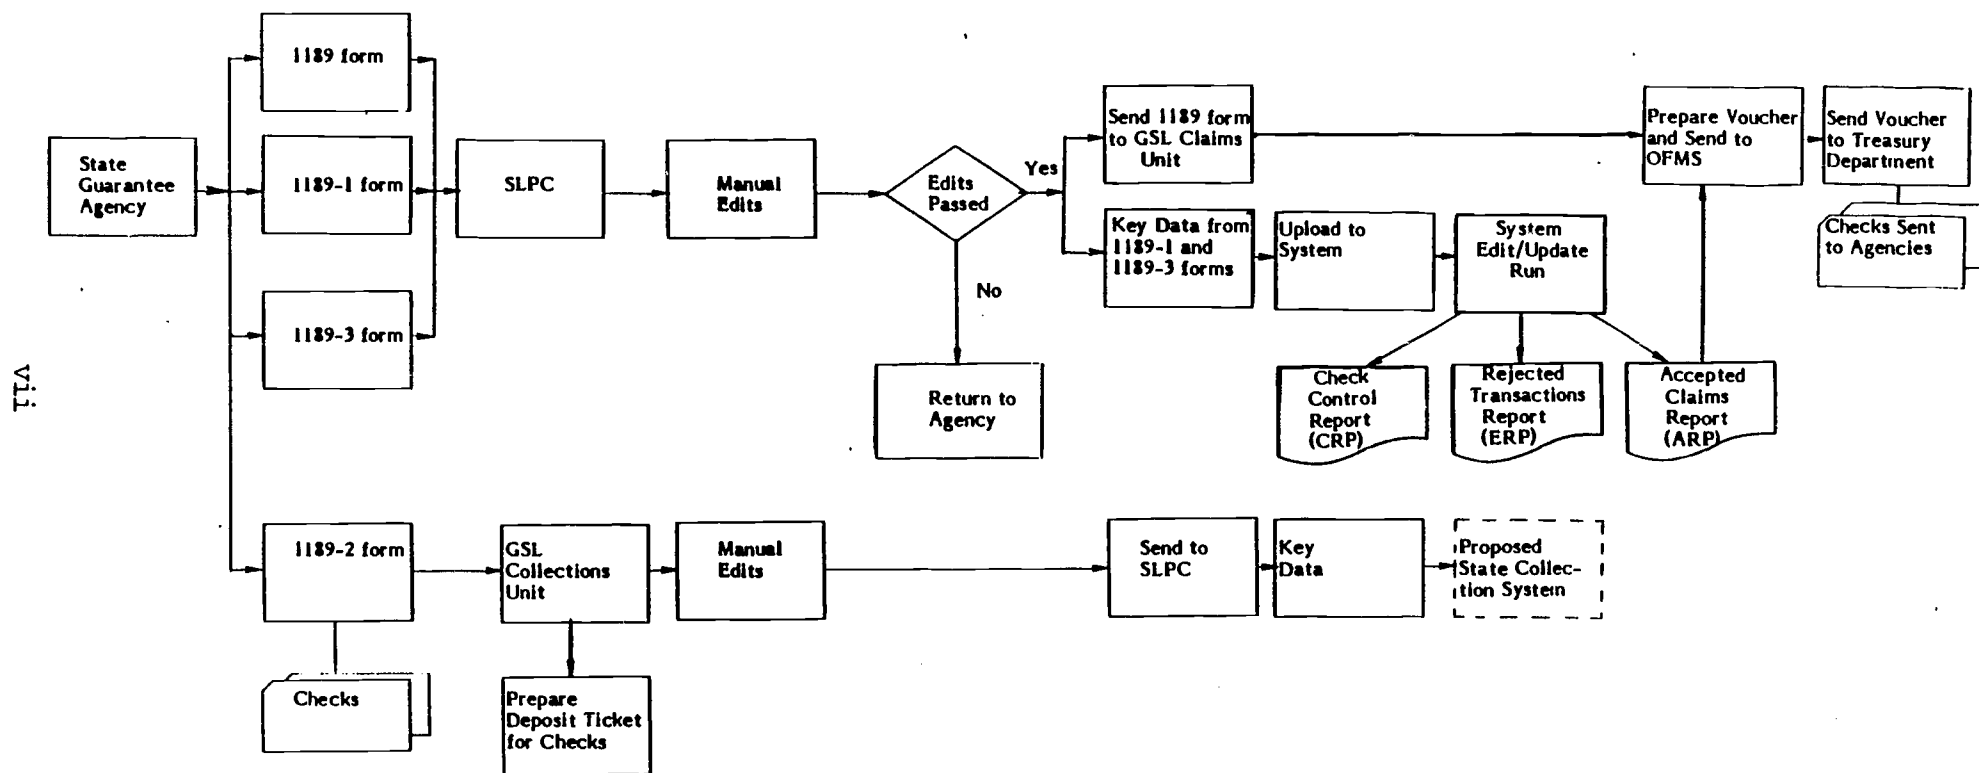 1189 form
State
Guarantee
Agency
1189-1 form
1189-3 form
SLPC
Manual
Edits
Edits
Passed
Yes
No
Return to
Agency
Send 1189 form
to GSL Claims
Unit
Key Data from
1189-1 and
1189-3 forms
Upload to
System
System
Edit/Update
Run
Check
Control
Report
(CRP)
Rejected
Transactions
Report
(ERP)
Accepted
Claims
Report
(ARP)
Prepare Voucher
and Send to
OFMS
Send Voucher
to Treasury
Department
Checks Sent
to Agencies
vii
1189-2 form
Checks
GSL
Collections
Unit
Prepare
Deposit Ticket
for Checks
Manual
Edits
Send to
SLPC
Key
Data
Proposed
State Collec-
tion System